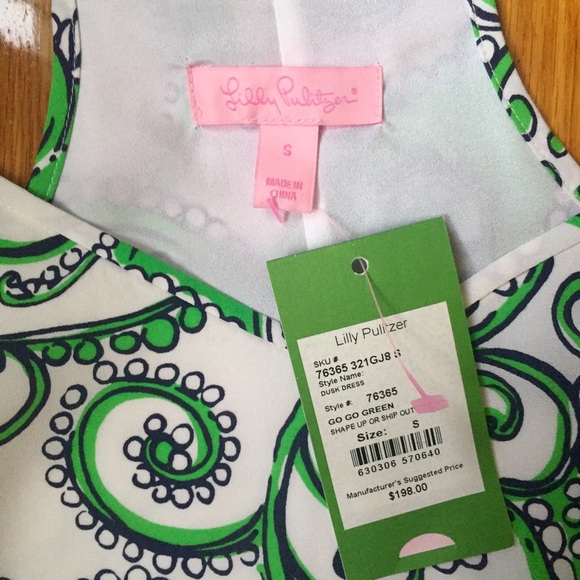 Lilly Pulitzer®
S
MADE IN
CHINA
Lilly Pulitzer
SKU #
76365 321GJ8 S
Style Name:
DUSK DRESS
Style #: 76365
GO GO GREEN
SHAPE UP OR SHIP OUT
Size: S
630306 570640
Manufacturer's Suggested Price
$198.00